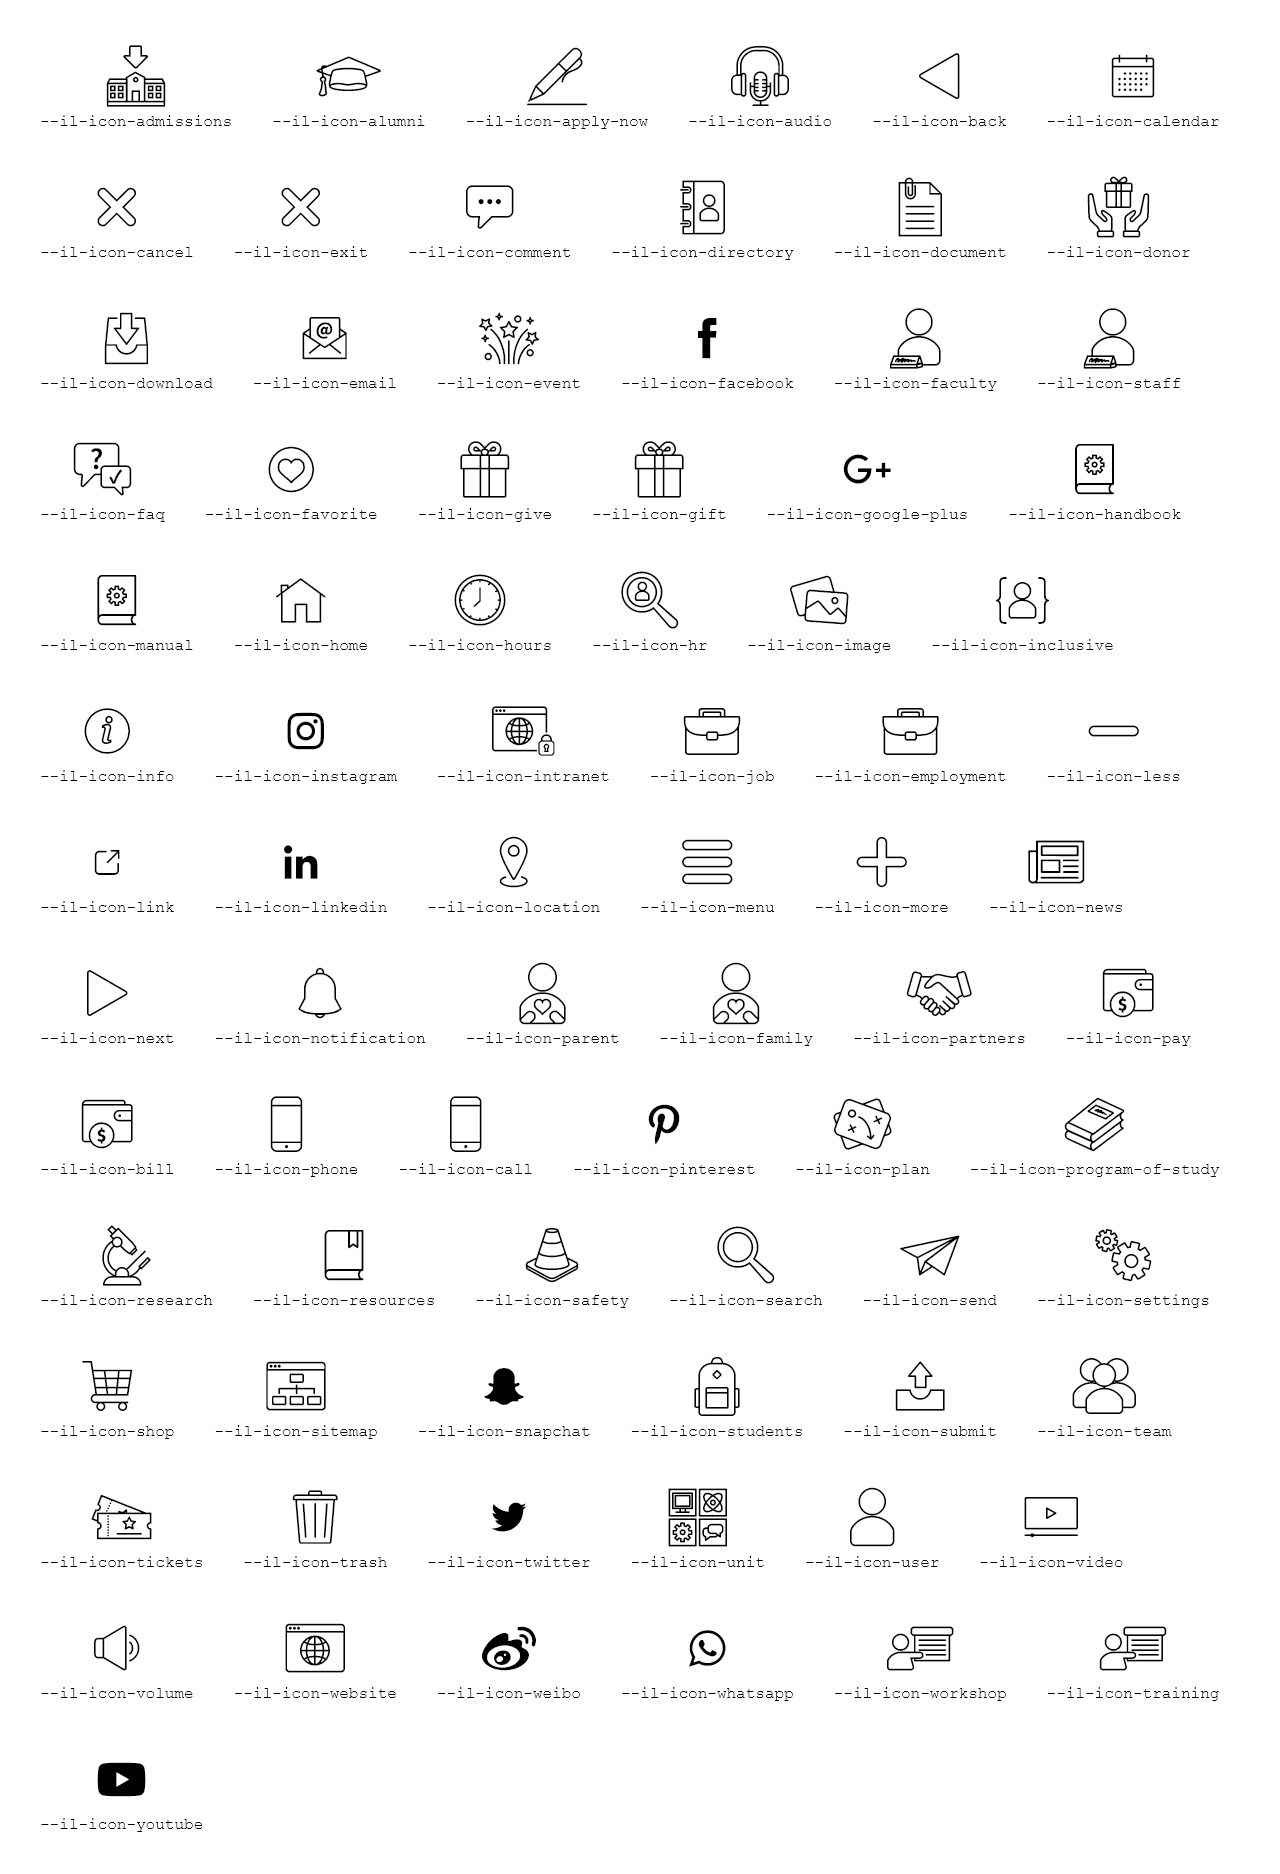 --il-icon-admissions --il-icon-alumni --il-icon-apply-now --il-icon-audio --il-icon-back --il-icon-calendar
--il-icon-cancel --il-icon-exit --il-icon-comment --il-icon-directory --il-icon-document --il-icon-donor
@
f
--il-icon-download --il-icon-email --il-icon-event --il-icon-facebook --il-icon-faculty --il-icon-staff
?
G+
--il-icon-faq --il-icon-favorite --il-icon-give --il-icon-gift --il-icon-google-plus --il-icon-handbook
--il-icon-manual --il-icon-home --il-icon-hours --il-icon-hr --il-icon-image --il-icon-inclusive
i
--il-icon-info --il-icon-instagram --il-icon-intranet --il-icon-job --il-icon-employment --il-icon-less
in
--il-icon-link --il-icon-linkedin --il-icon-location --il-icon-menu --il-icon-more --il-icon-news
$
--il-icon-next --il-icon-notification --il-icon-parent --il-icon-family --il-icon-partners --il-icon-pay
$
--il-icon-bill --il-icon-phone --il-icon-call --il-icon-pinterest --il-icon-plan --il-icon-program-of-study
--il-icon-research --il-icon-resources --il-icon-safety --il-icon-search --il-icon-send --il-icon-settings
--il-icon-shop --il-icon-sitemap --il-icon-snapchat --il-icon-students --il-icon-submit --il-icon-team
--il-icon-tickets --il-icon-trash --il-icon-twitter --il-icon-unit --il-icon-user --il-icon-video
--il-icon-volume --il-icon-website --il-icon-weibo --il-icon-whatsapp --il-icon-workshop --il-icon-training
--il-icon-youtube